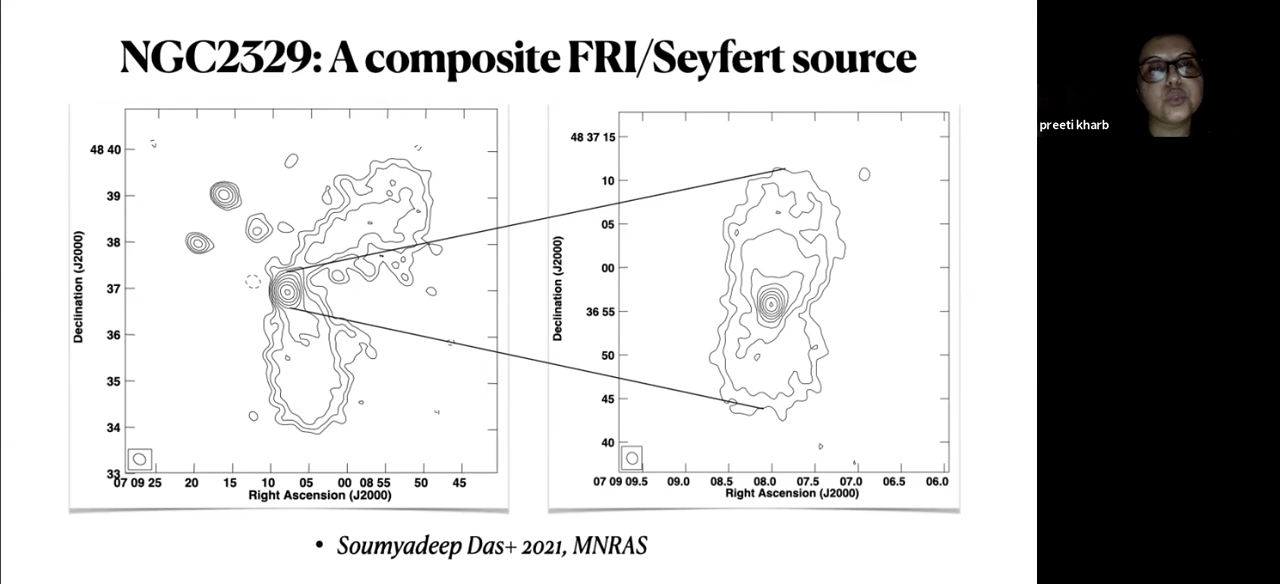 NGC2329: A composite FRI/Seyfert source
preeti kharb
Declination (J2000)
48 40
39
38
37
36
35
34
33
07 09 25
20
15
10
05
00 08 55
50
45
Right Ascension (J2000)
Declination (J2000)
48 37 15
10
05
00
36 55
50
45
40
07 09 09.5
09.0
08.5
08.0
07.5
07.0
06.5
06.0
Right Ascension (J2000)
• Soumyadeep Das+ 2021, MNRAS